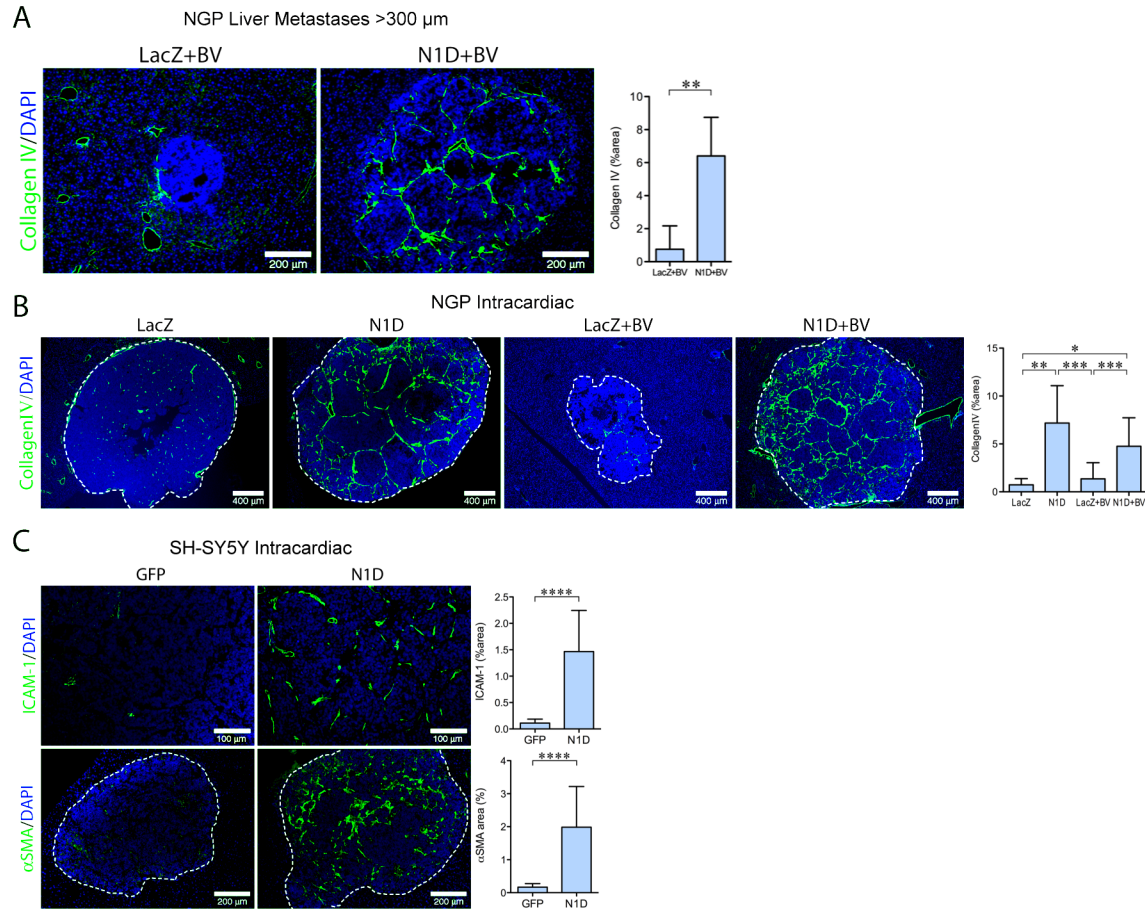 A
NGP Liver Metastases >300 µm
LacZ+BV
N1D+BV
Collagen IV/DAPI
200 µm
200 µm
Collagen IV (%area)
10
8
6
4
2
0
**
LacZ+BV
N1D+BV
B
NGP Intracardiac
LacZ
N1D
LacZ+BV
N1D+BV
CollagenIV/DAPI
400 µm
400 µm
400 µm
400 µm
CollagenIV (%area)
15
10
5
0
*
** *** ***
LacZ
N1D
LacZ+BV
N1D+BV
C
SH-SY5Y Intracardiac
GFP
N1D
ICAM-1/DAPI
100 µm
100 µm
ICAM-1 (%area)
2.5
2.0
1.5
1.0
0.5
0.0
****
GFP
N1D
αSMA/DAPI
200 µm
200 µm
αSMA area (%)
4
3
2
1
0
****
GFP
N1D